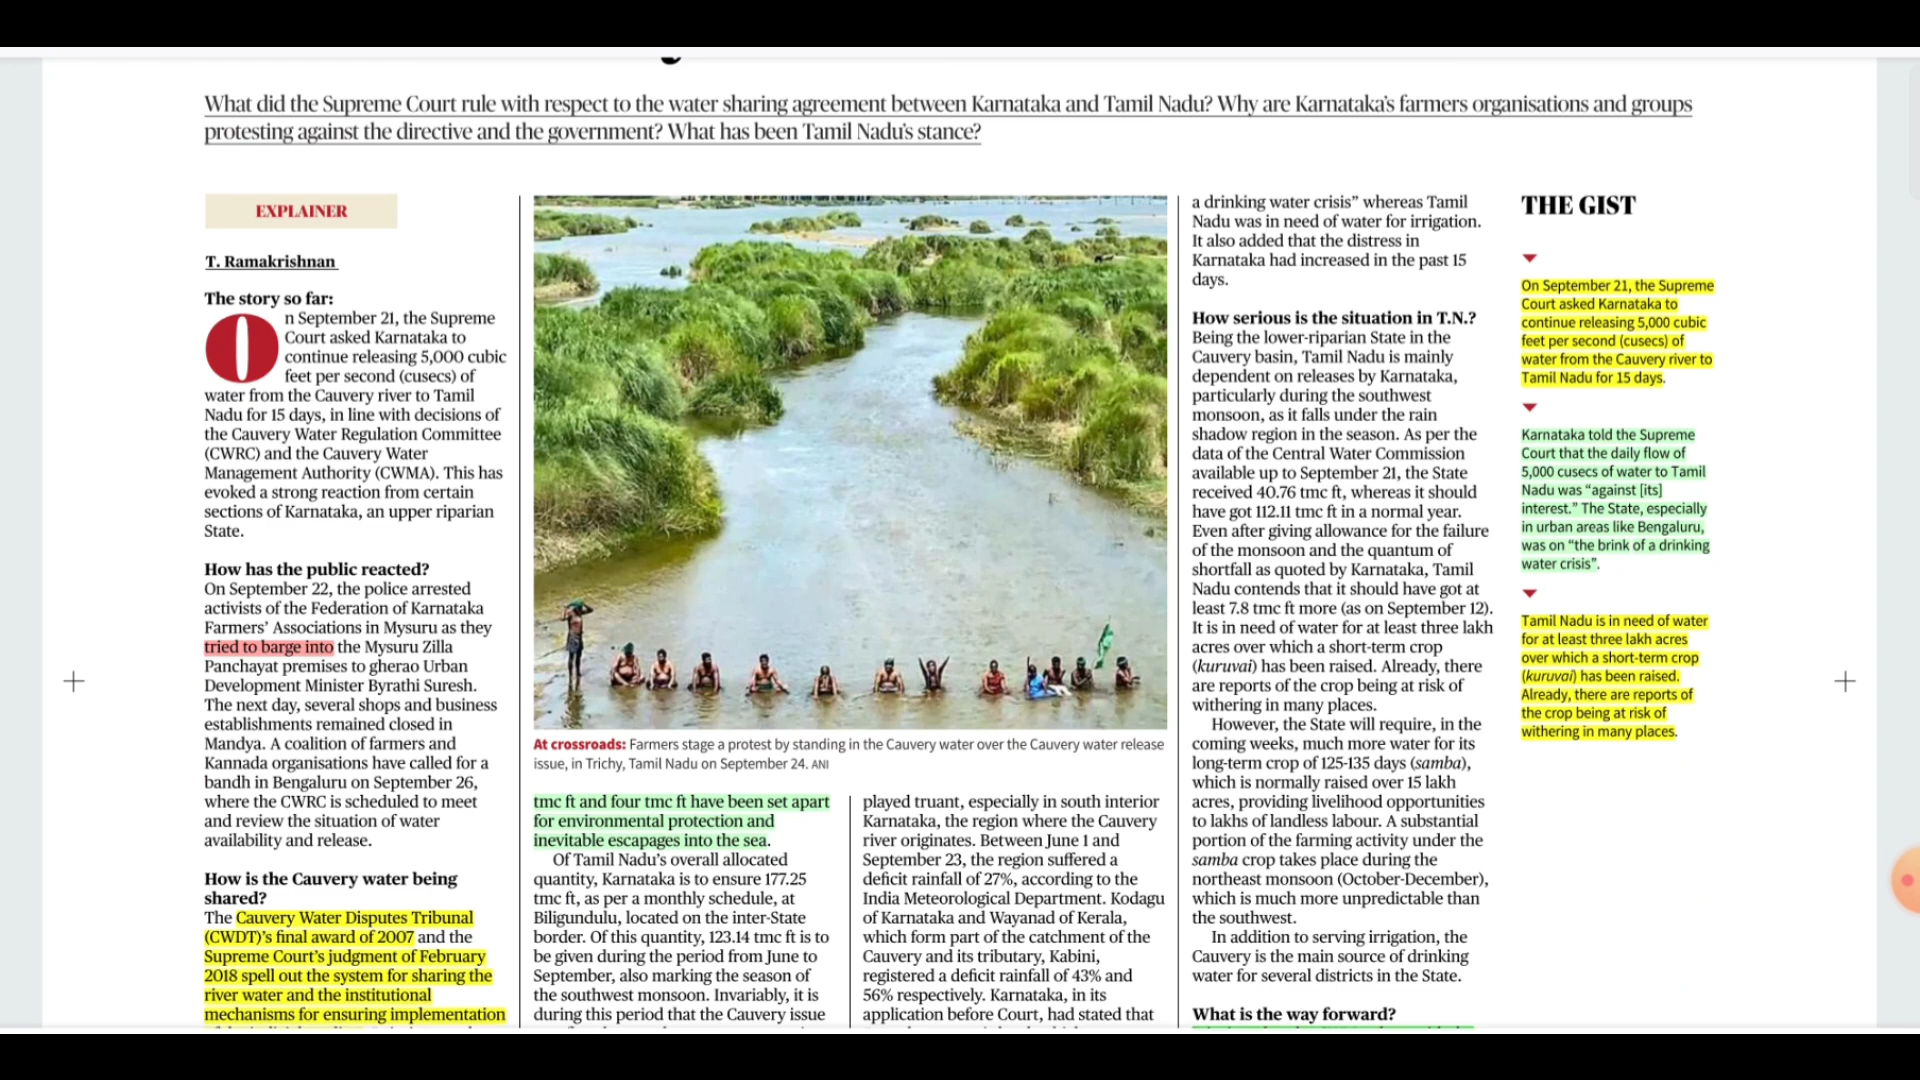 What did the Supreme Court rule with respect to the water sharing agreement between Karnataka and Tamil Nadu? Why are Karnataka's farmers organisations and groups
protesting against the directive and the government? What has been Tamil Nadu's stance?
EXPLAINER
T. Ramakrishnan
The story so far:
On September 21, the Supreme
Court asked Karnataka to
continue releasing 5,000 cubic
feet per second (cusecs) of
water from the Cauvery river to Tamil
Nadu for 15 days, in line with decisions of
the Cauvery Water Regulation Committee
(CWRC) and the Cauvery Water
Management Authority (CWMA). This has
evoked a strong reaction from certain
sections of Karnataka, an upper riparian
State.
How has the public reacted?
On September 22, the police arrested
activists of the Federation of Karnataka
Farmers' Associations in Mysuru as they
tried to barge into the Mysuru Zilla
Panchayat premises to gherao Urban
Development Minister Byrathi Suresh.
The next day, several shops and business
establishments remained closed in
Mandya. A coalition of farmers and
Kannada organisations have called for a
bandh in Bengaluru on September 26,
where the CWRC is scheduled to meet
and review the situation of water
availability and release.
How is the Cauvery water being
shared?
The Cauvery Water Disputes Tribunal
(CWDT)'s final award of 2007 and the
Supreme Court's judgment of February
2018 spell out the system for sharing the
river water and the institutional
mechanisms for ensuring implementation
At crossroads: Farmers stage a protest by standing in the Cauvery water over the Cauvery water release
issue, in Trichy, Tamil Nadu on September 24. ANI
tmc ft and four tmc ft have been set apart
for environmental protection and
inevitable escapages into the sea.
Of Tamil Nadu's overall allocated
quantity, Karnataka is to ensure 177.25
tmc ft, as per a monthly schedule, at
Biligundulu, located on the inter-State
border. Of this quantity, 123.14 tmc ft is to
be given during the period from June to
September, also marking the season of
the southwest monsoon. Invariably, it is
during this period that the Cauvery issue
played truant, especially in south interior
Karnataka, the region where the Cauvery
river originates. Between June 1 and
September 23, the region suffered a
deficit rainfall of 27%, according to the
India Meteorological Department. Kodagu
of Karnataka and Wayanad of Kerala,
which form part of the catchment of the
Cauvery and its tributary, Kabini,
registered a deficit rainfall of 43% and
56% respectively. Karnataka, in its
application before Court, had stated that
a drinking water crisis" whereas Tamil
Nadu was in need of water for irrigation.
It also added that the distress in
Karnataka had increased in the past 15
days.
How serious is the situation in T.N.?
Being the lower-riparian State in the
Cauvery basin, Tamil Nadu is mainly
dependent on releases by Karnataka,
particularly during the southwest
monsoon, as it falls under the rain
shadow region in the season. As per the
data of the Central Water Commission
available up to September 21, the State
received 40.76 tmc ft, whereas it should
have got 112.11 tmc ft in a normal year.
Even after giving allowance for the failure
of the monsoon and the quantum of
shortfall as quoted by Karnataka, Tamil
Nadu contends that it should have got at
least 7.8 tmc ft more (as on September 12).
It is in need of water for at least three lakh
acres over which a short-term crop
(kuruvai) has been raised. Already, there
are reports of the crop being at risk of
withering in many places.
However, the State will require, in the
coming weeks, much more water for its
long-term crop of 125-135 days (samba),
which is normally raised over 15 lakh
acres, providing livelihood opportunities
to lakhs of landless labour. A substantial
portion of the farming activity under the
samba crop takes place during the
northeast monsoon (October-December),
which is much more unpredictable than
the southwest.
In addition to serving irrigation, the
Cauvery is the main source of drinking
water for several districts in the State.
What is the way forward?
THE GIST
On September 21, the Supreme
Court asked Karnataka to
continue releasing 5,000 cubic
feet per second (cusecs) of
water from the Cauvery river to
Tamil Nadu for 15 days.
Karnataka told the Supreme
Court that the daily flow of
5,000 cusecs of water to Tamil
Nadu was "against [its]
interest." The State, especially
in urban areas like Bengaluru,
was on "the brink of a drinking
water crisis".
Tamil Nadu is in need of water
for at least three lakh acres
over which a short-term crop
(kuruvai) has been raised.
Already, there are reports of
the crop being at risk of
withering in many places.